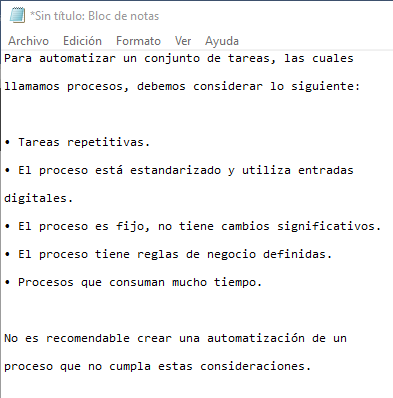 *Sin título: Bloc de notas
Archivo Edición Formato Ver Ayuda
Para automatizar un conjunto de tareas, las cuales
llamamos procesos, debemos considerar lo siguiente:
• Tareas repetitivas.
• El proceso está estandarizado y utiliza entradas
digitales.
• El proceso es fijo, no tiene cambios significativos.
• El proceso tiene reglas de negocio definidas.
• Procesos que consuman mucho tiempo.
No es recomendable crear una automatización de un
proceso que no cumpla estas consideraciones.